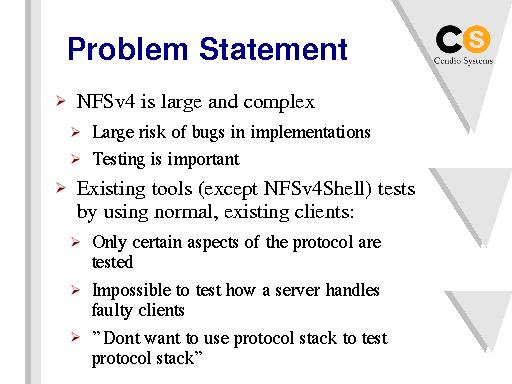 Problem Statement
CS
Cendio Systems
NFSv4 is large and complex
Large risk of bugs in implementations
Testing is important
Existing tools (except NFSv4Shell) tests
by using normal, existing clients:
Only certain aspects of the protocol are
tested
Impossible to test how a server handles
faulty clients
”Dont want to use protocol stack to test
protocol stack”